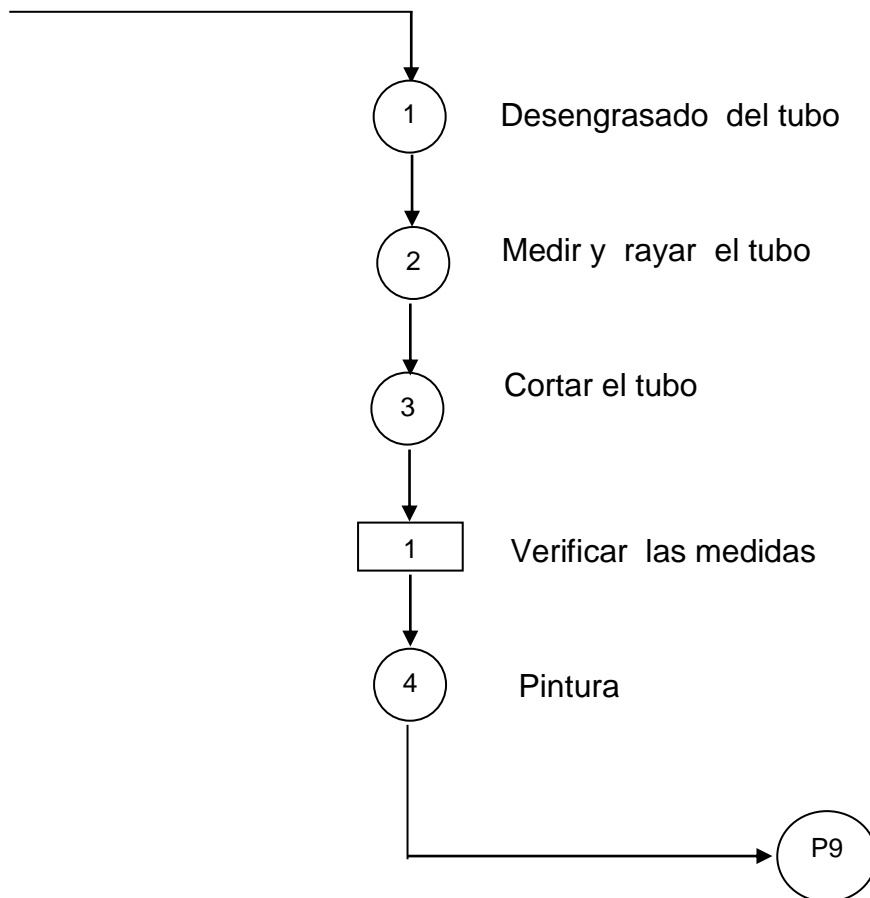 1 Desengrasado del tubo
2 Medir y rayar el tubo
3 Cortar el tubo
1 Verificar las medidas
4 Pintura
P9